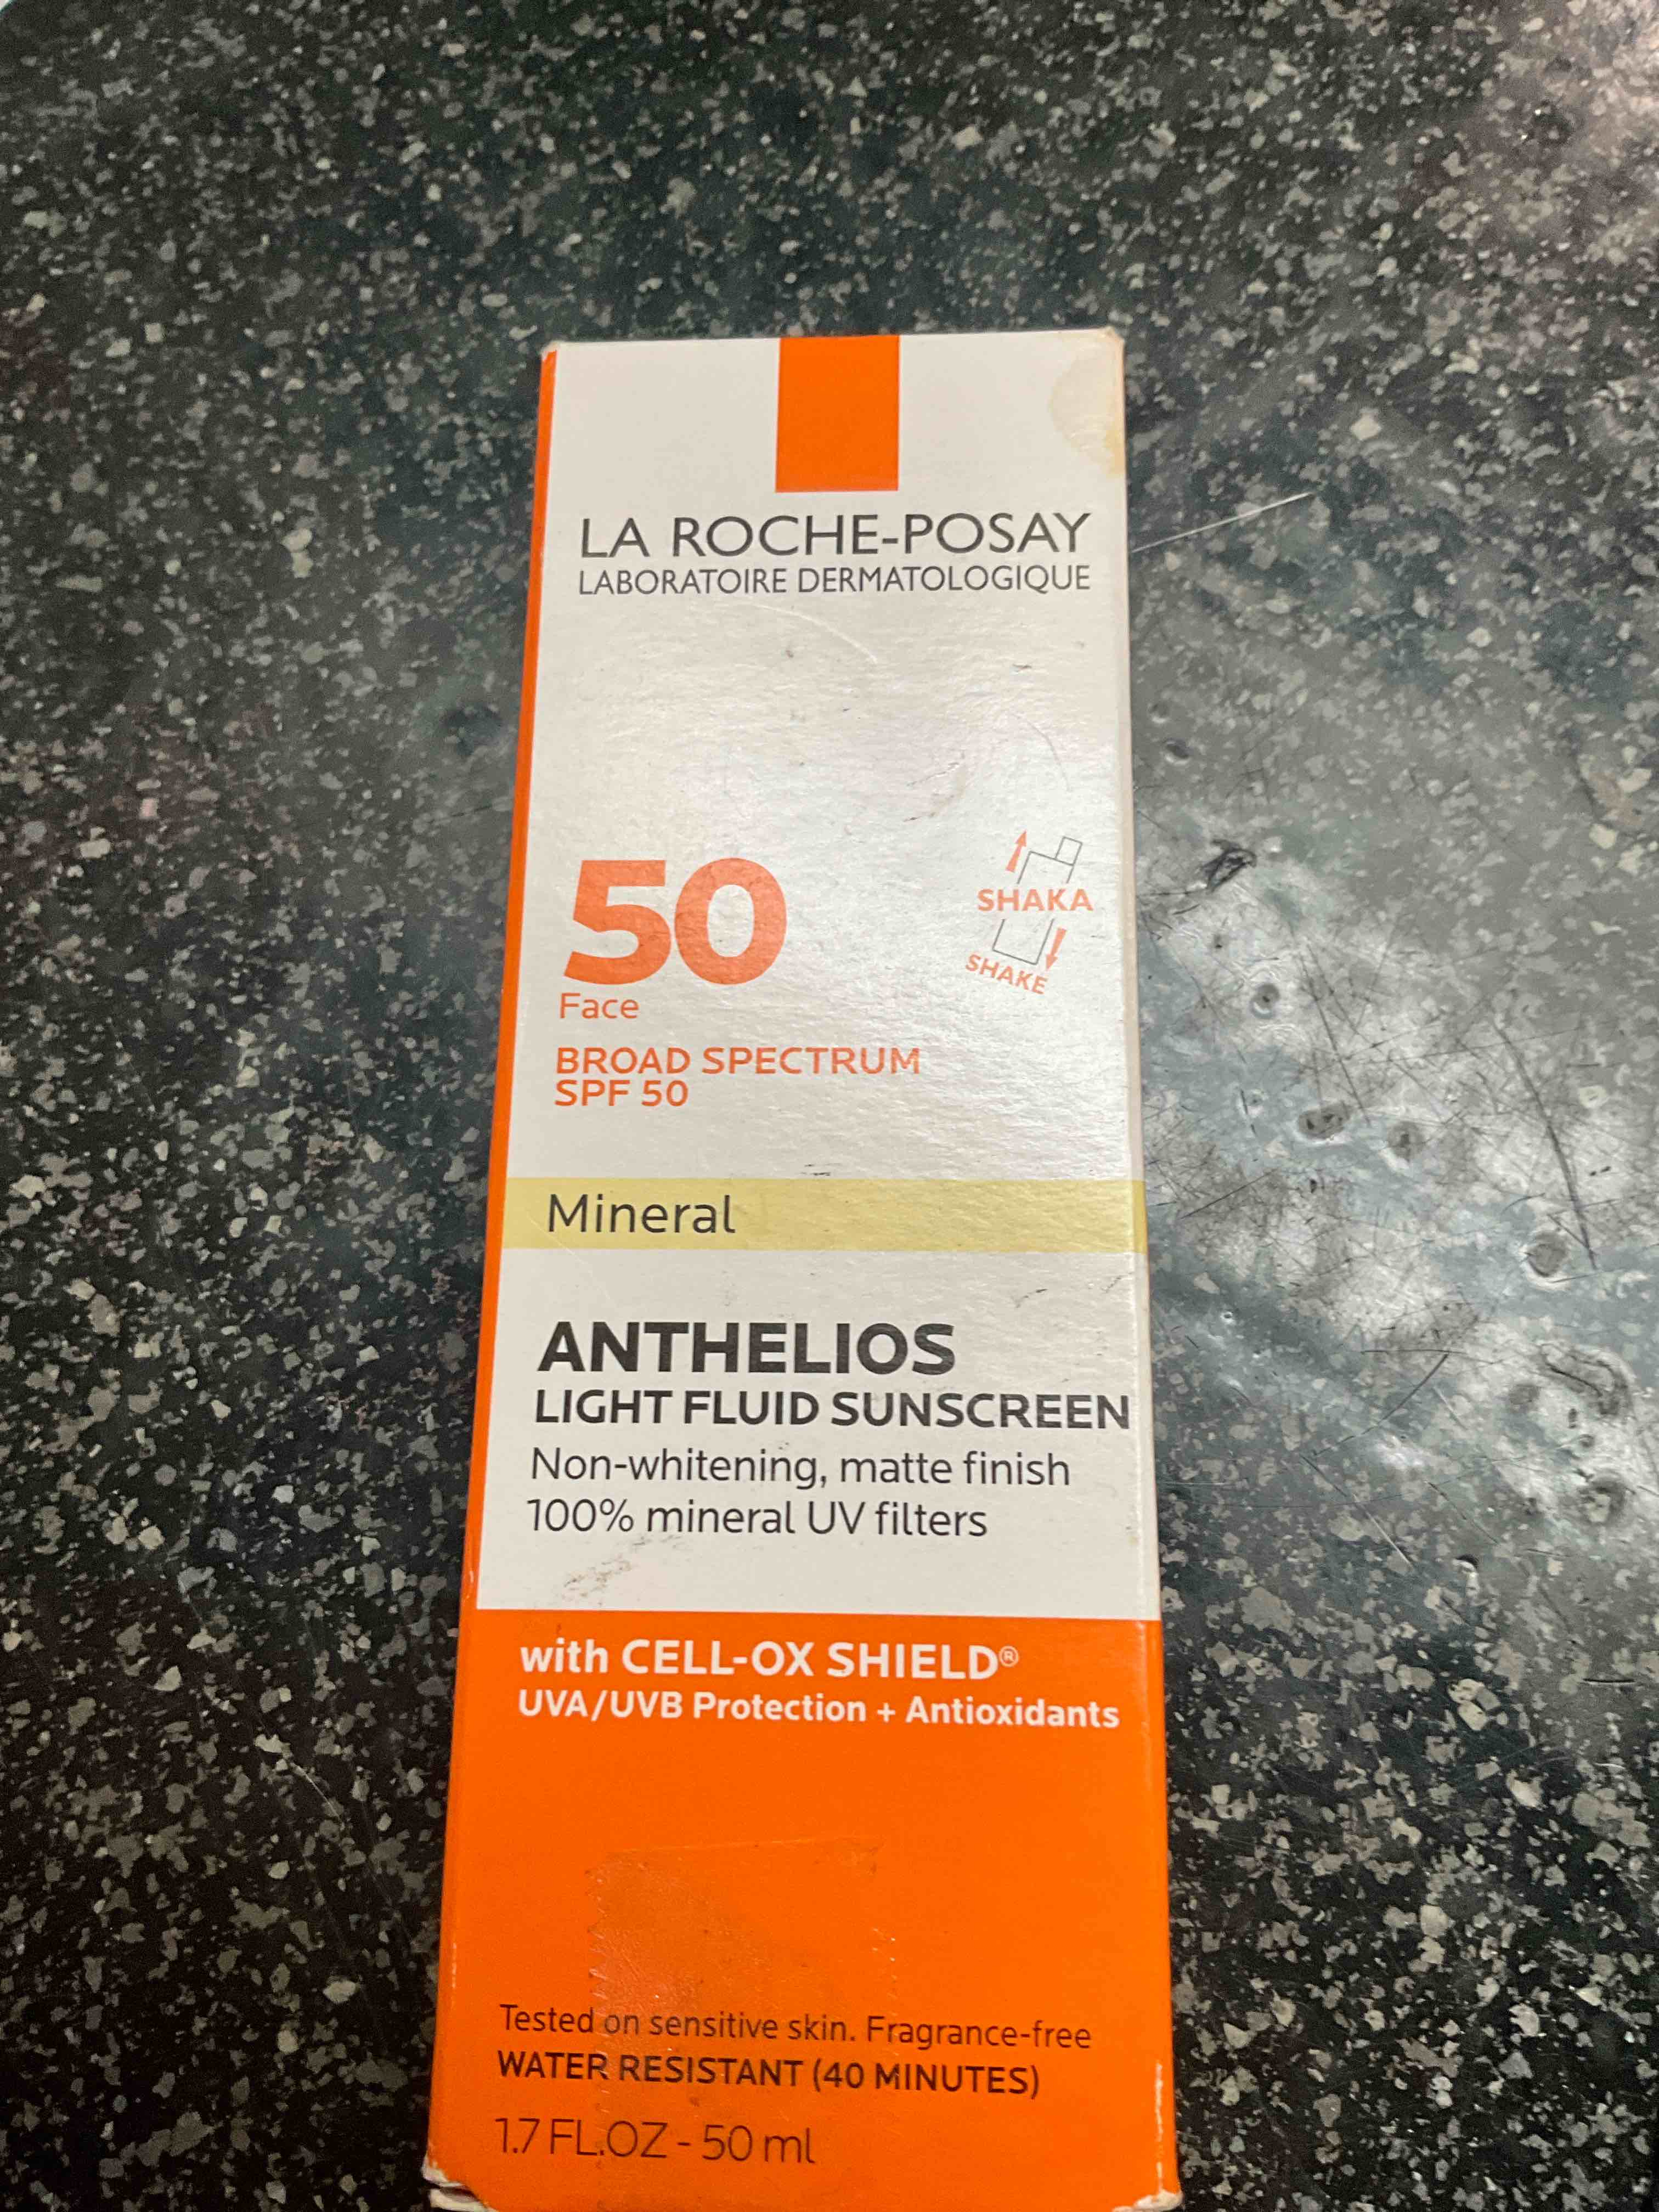 LA ROCHE-POSAY
LABORATOIRE DERMATOLOGIQUE
50
Face
SHAKA
SHAKE
BROAD SPECTRUM
SPF 50
Mineral
ANTHELIOS
LIGHT FLUID SUNSCREEN
Non-whitening, matte finish
100% mineral UV filters
with CELL-OX SHIELD®
UVA/UVB Protection + Antioxidants
Tested on sensitive skin. Fragrance-free
WATER RESISTANT (40 MINUTES)
1.7 FL.OZ - 50 ml